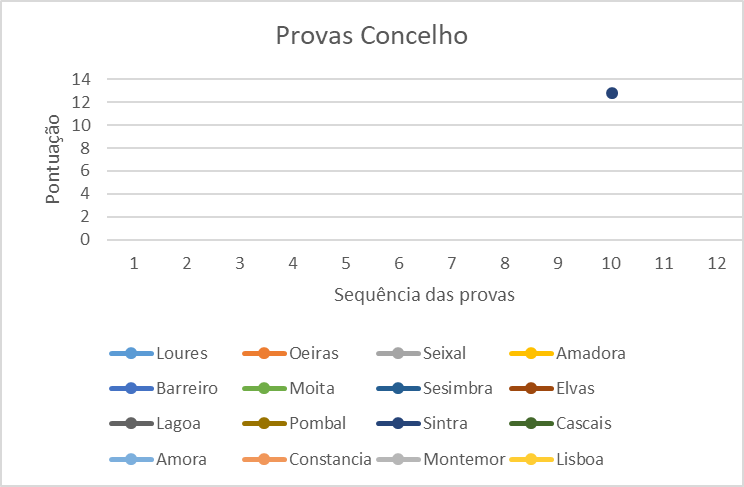 Provas Concelho
14
12
10
8
6
4
2
0
Pontuação
1 2 3 4 5 6 7 8 9 10 11 12
Sequência das provas
Loures Oeiras Seixal Amadora
Barreiro Moita Sesimbra Elvas
Lagoa Pombal Sintra Cascais
Amora Constancia Montemor Lisboa